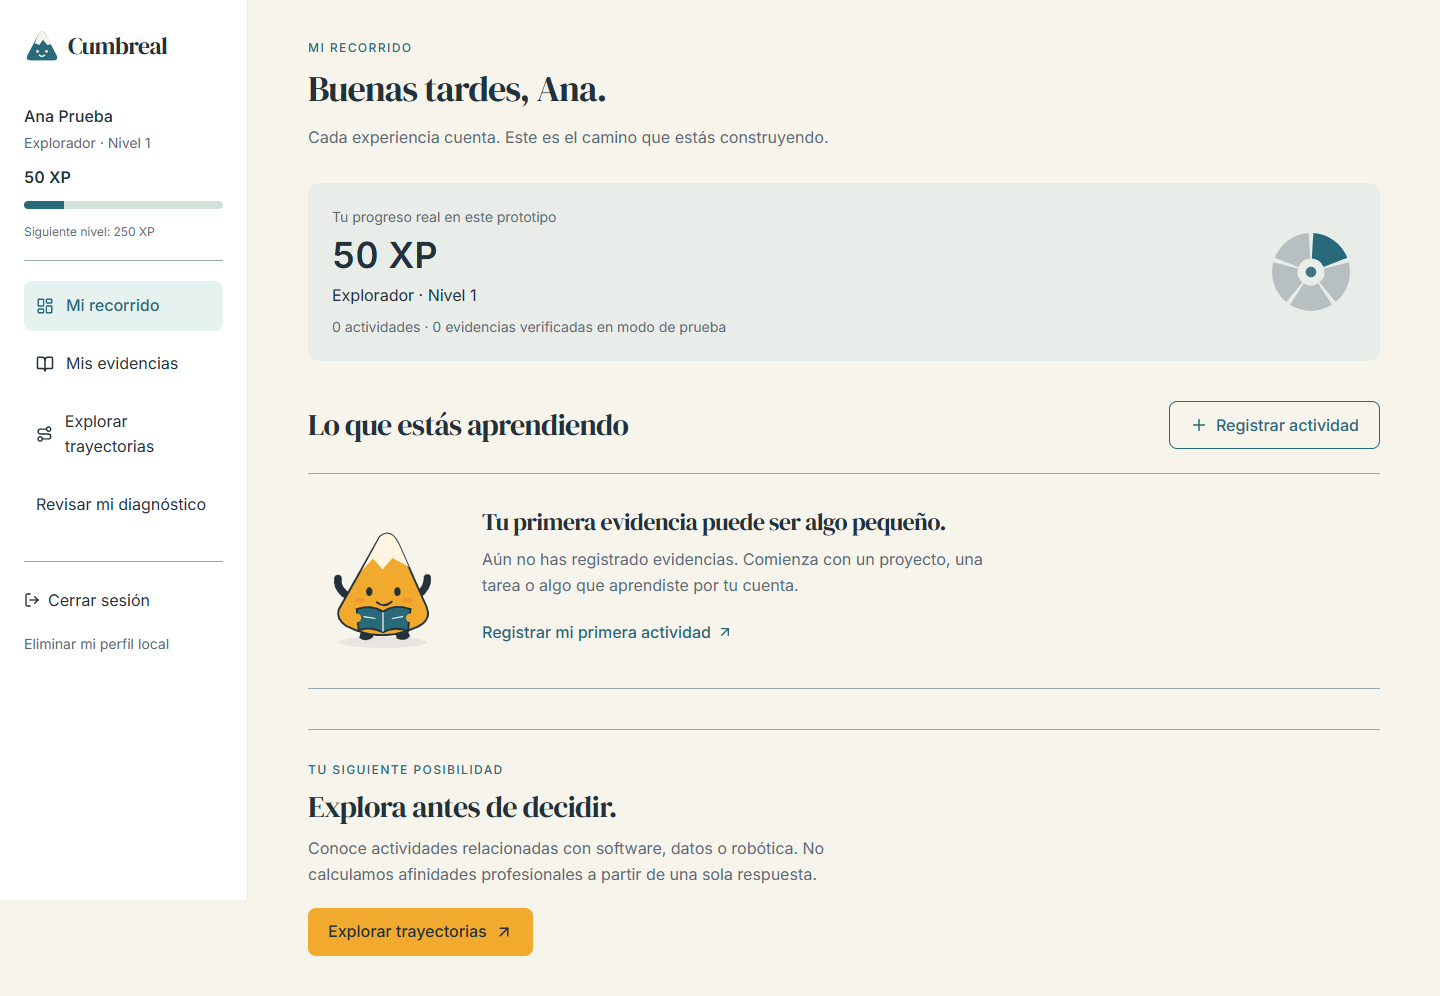 Cumbreal
Ana Prueba
Explorador · Nivel 1
50 XP
Siguiente nivel: 250 XP
Mi recorrido
Mis evidencias
Explorar
trayectorias
Revisar mi diagnóstico
Cerrar sesión
Eliminar mi perfil local
MI RECORRIDO
Buenas tardes, Ana.
Cada experiencia cuenta. Este es el camino que estás construyendo.
Tu progreso real en este prototipo
50 XP
Explorador · Nivel 1
0 actividades · 0 evidencias verificadas en modo de prueba
Lo que estás aprendiendo
Registrar actividad
Tu primera evidencia puede ser algo pequeño.
Aún no has registrado evidencias. Comienza con un proyecto, una
tarea o algo que aprendiste por tu cuenta.
Registrar mi primera actividad
TU SIGUIENTE POSIBILIDAD
Explora antes de decidir.
Conoce actividades relacionadas con software, datos o robótica. No
calculamos afinidades profesionales a partir de una sola respuesta.
Explorar trayectorias